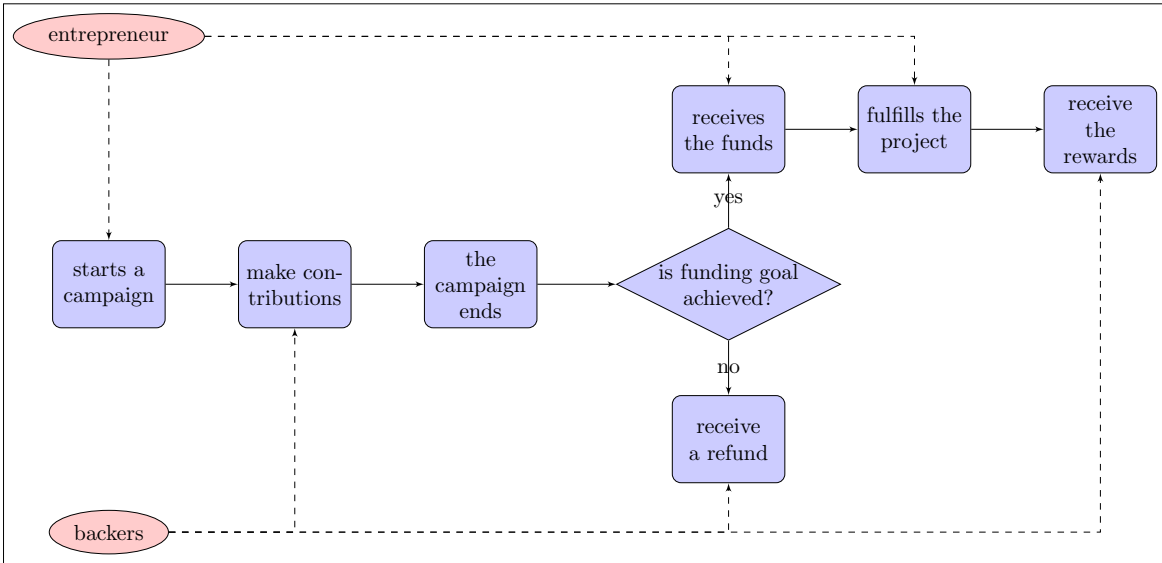 entrepreneur
receives
the funds
fulfills the
project
receive
the
rewards
yes
starts a
campaign
make con-
tributions
the
campaign
ends
is funding goal
achieved?
no
receive
a refund
backers